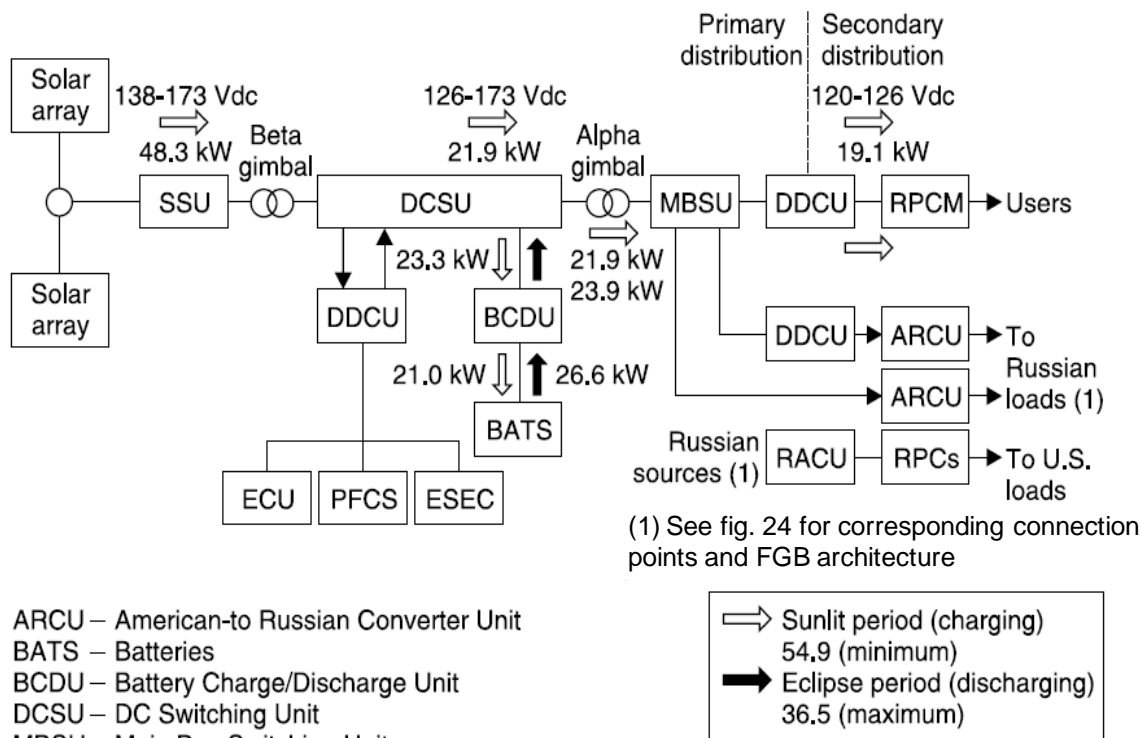 Primary
distribution
Secondary
distribution
Solar
array
138-173 Vdc
48.3 kW
126-173 Vdc
21.9 kW
120-126 Vdc
19.1 kW
Beta
gimbal
Alpha
gimbal
SSU
DCSU
MBSU
DDCU
RPCM
Users
23.3 kW
21.9 kW
23.9 kW
Solar
array
DDCU
BCDU
DDCU
ARCU
To
Russian
loads (1)
21.0 kW
26.6 kW
ARCU
BATS
Russian
sources (1)
RACU
RPCs
To U.S.
loads
ECU
PFCS
ESEC
(1) See fig. 24 for corresponding connection
points and FGB architecture
ARCU – American-to Russian Converter Unit
BATS – Batteries
BCDU – Battery Charge/Discharge Unit
DCSU – DC Switching Unit
Sunlit period (charging)
54.9 (minimum)
Eclipse period (discharging)
36.5 (maximum)